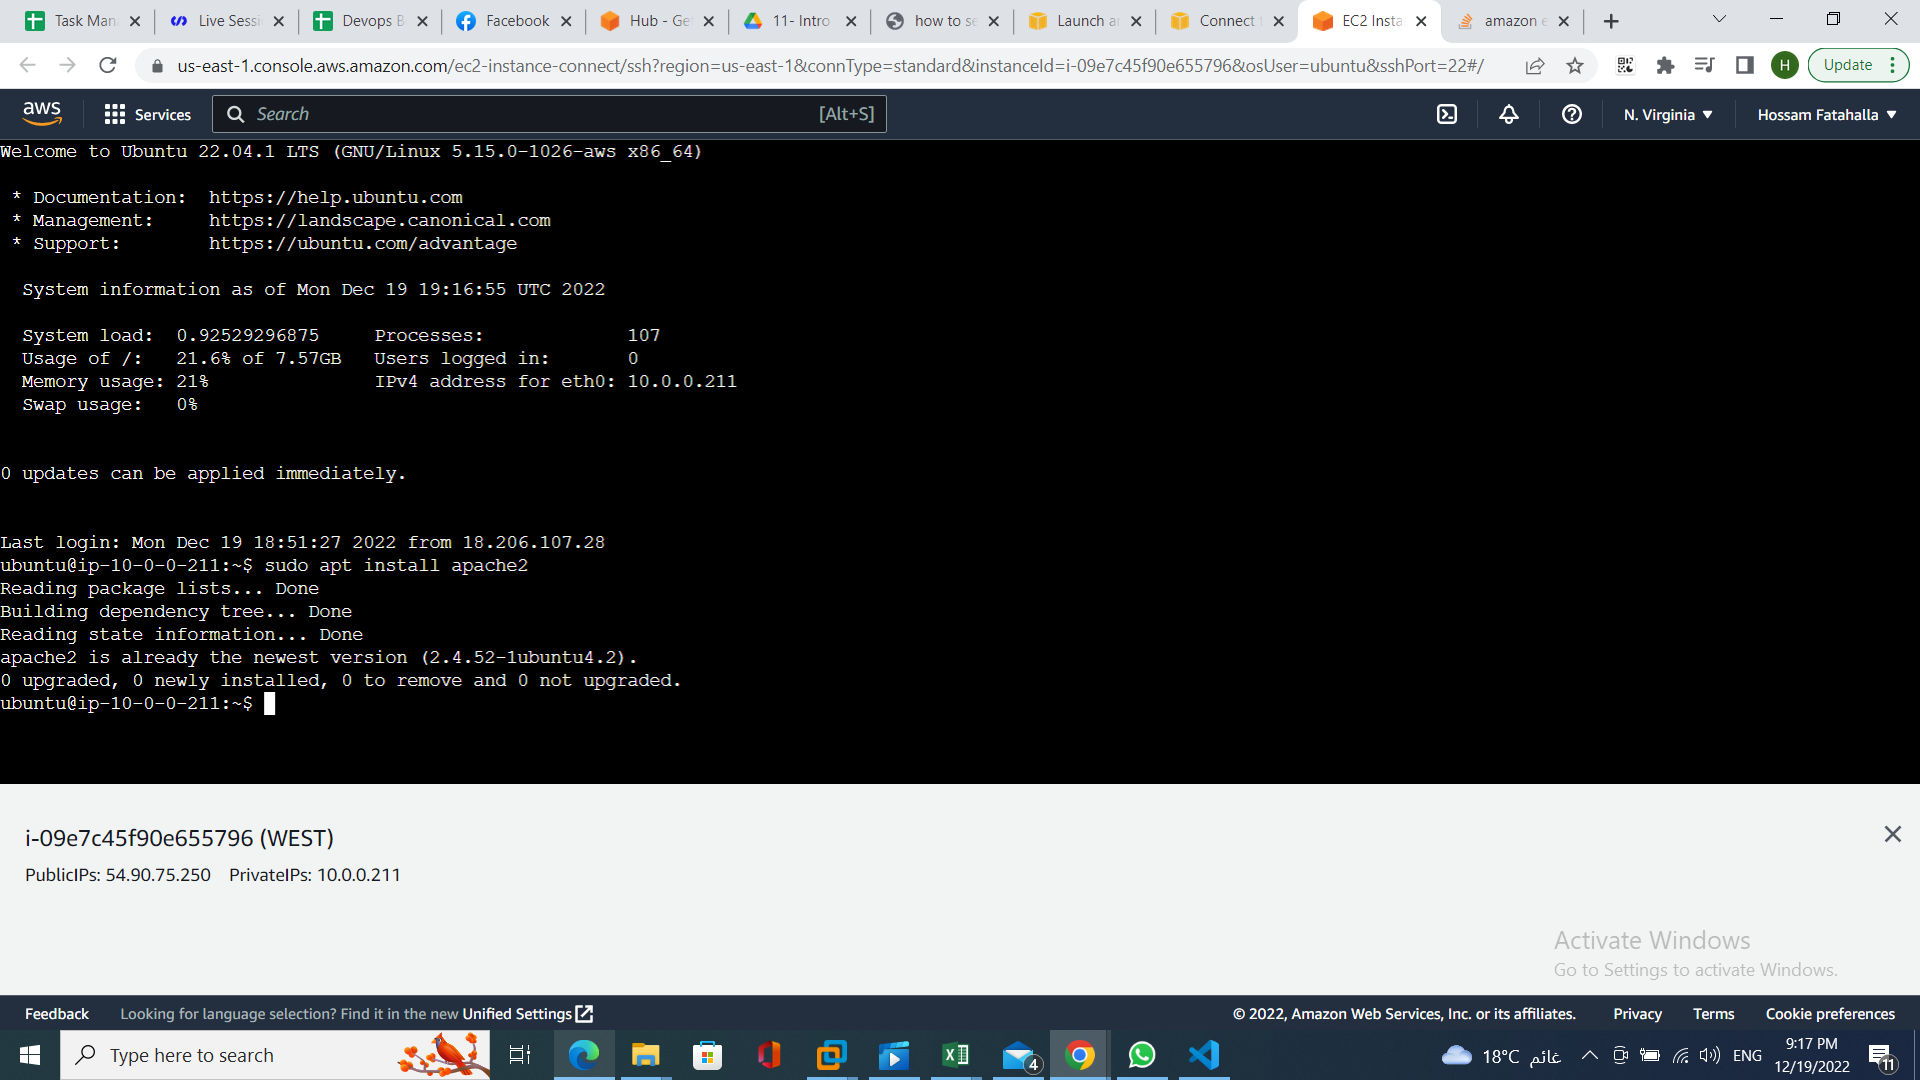 Task Man
Live Sessi
Devops B
Facebook
Hub - Ge
11- Intro
how to se
Launch a
Connect t
EC2 Insta
amazon e
us-east-1.console.aws.amazon.com/ec2-instance-connect/ssh?region=us-east-1&connType=standard&instanceId=i-09e7c45f90e655796&osUser=ubuntu&sshPort=22#/
H
Update
aws
Services
Search
[Alt+S]
N. Virginia
Hossam Fatahalla
Welcome to Ubuntu 22.04.1 LTS (GNU/Linux 5.15.0-1026-aws x86_64)
* Documentation: https://help.ubuntu.com
* Management: https://landscape.canonical.com
* Support: https://ubuntu.com/advantage
System information as of Mon Dec 19 19:16:55 UTC 2022
System load: 0.92529296875 Processes: 107
Usage of /: 21.6% of 7.57GB Users logged in: 0
Memory usage: 21% IPv4 address for eth0: 10.0.0.211
Swap usage: 0%
0 updates can be applied immediately.
Last login: Mon Dec 19 18:51:27 2022 from 18.206.107.28
ubuntu@ip-10-0-0-211:~$ sudo apt install apache2
Reading package lists... Done
Building dependency tree... Done
Reading state information... Done
apache2 is already the newest version (2.4.52-1ubuntu4.2).
0 upgraded, 0 newly installed, 0 to remove and 0 not upgraded.
ubuntu@ip-10-0-0-211:~$
i-09e7c45f90e655796 (WEST)
PublicIPs: 54.90.75.250 PrivateIPs: 10.0.0.211
Activate Windows
Go to Settings to activate Windows.
Feedback
Looking for language selection? Find it in the new Unified Settings
© 2022, Amazon Web Services, Inc. or its affiliates.
Privacy
Terms
Cookie preferences
Type here to search
4
18°C غائم
ENG
9:17 PM
12/19/2022
11